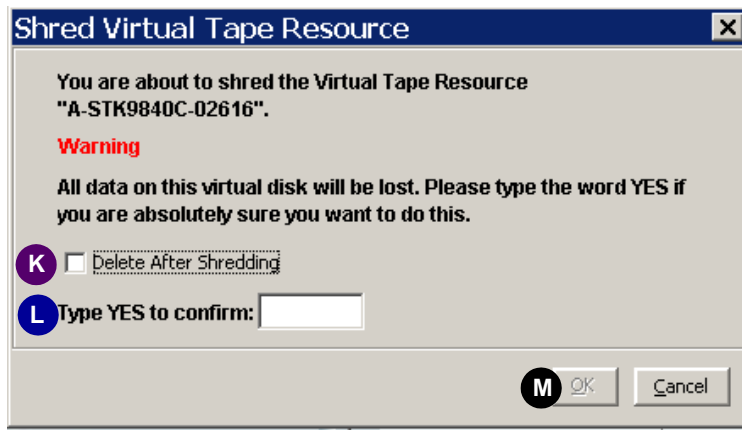 Shred Virtual Tape Resource
You are about to shred the Virtual Tape Resource
"A-STK9840C-02616".
Warning
All data on this virtual disk will be lost. Please type the word YES if
you are absolutely sure you want to do this.
K Delete After Shredding
L Type YES to confirm:
M OK Cancel